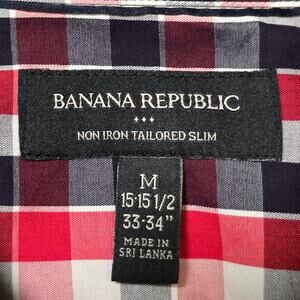 BANANA REPUBLIC
NON IRON TAILORED SLIM
M
15·15 1/2
33·34"
MADE IN
SRI LANKA